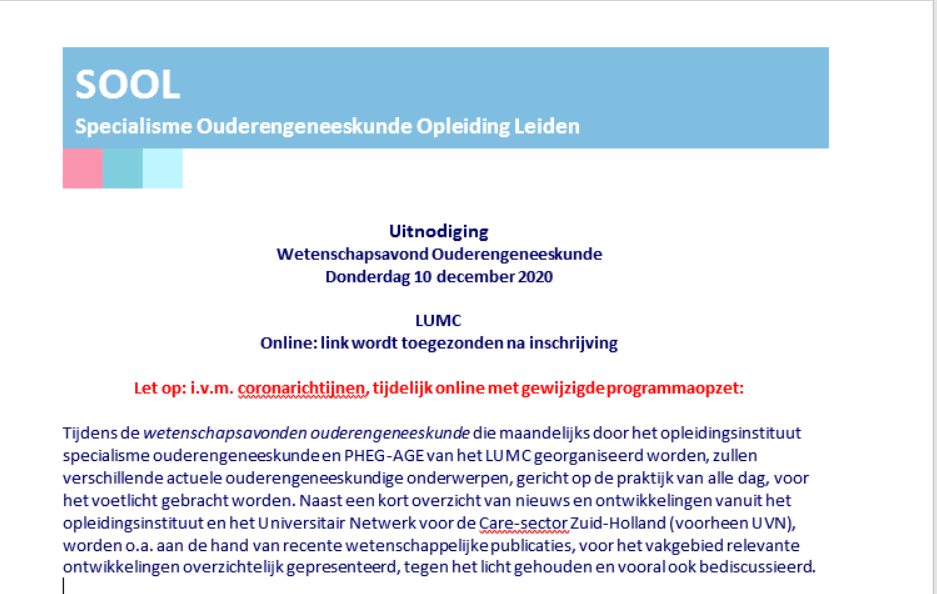 SOOL
Specialisme Ouderengeneeskunde Opleiding Leiden
Uitnodiging
Wetenschapsavond Ouderengeneeskunde
Donderdag 10 december 2020
LUMC
Online: link wordt toegezonden na inschrijving
Let op: i.v.m. coronarichtijnen, tijdelijk online met gewijzigde programmaopzet:
Tijdens de wetenschapsavonden ouderengeneeskunde die maandelijks door het opleidingsinstituut
specialisme ouderengeneeskunde en PHEG-AGE van het LUMC georganiseerd worden, zullen
verschillende actuele ouderengeneeskundige onderwerpen, gericht op de praktijk van alle dag, voor
het voetlicht gebracht worden. Naast een kort overzicht van nieuws en ontwikkelingen vanuit het
opleidingsinstituut en het Universitair Netwerk voor de Care-sector Zuid-Holland (voorheen UVN),
worden o.a. aan de hand van recente wetenschappelijke publicaties, voor het vakgebied relevante
ontwikkelingen overzichtelijk gepresenteerd, tegen het licht gehouden en vooral ook bediscussieerd.